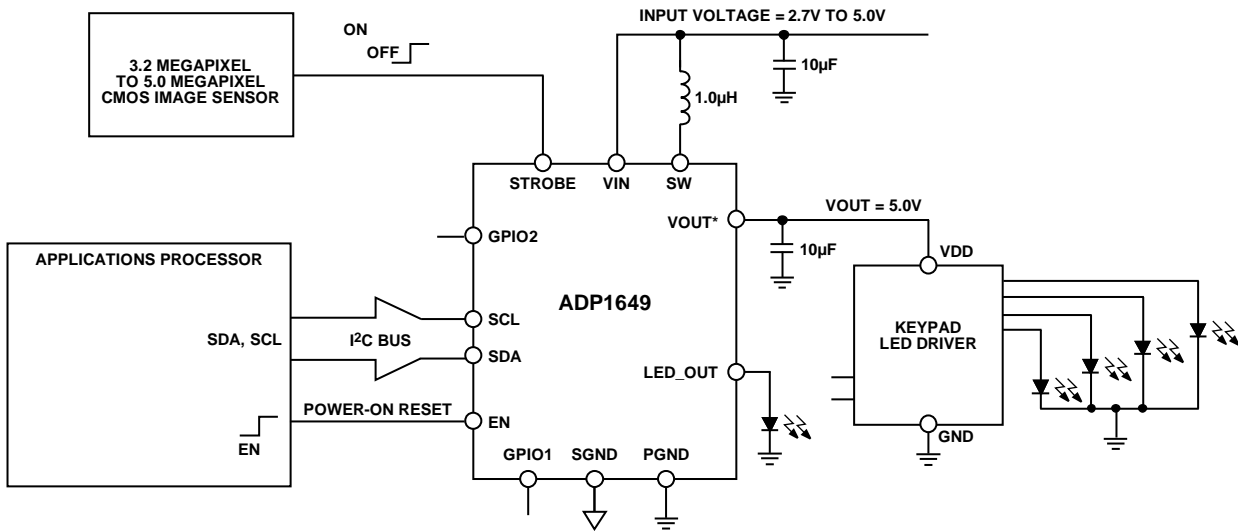 INPUT VOLTAGE = 2.7V TO 5.0V
ON
OFF
3.2 MEGAPIXEL
TO 5.0 MEGAPIXEL
CMOS IMAGE SENSOR
10µF
1.0µH
STROBE
VIN
SW
VOUT*
VOUT = 5.0V
GPIO2
10µF
VDD
APPLICATIONS PROCESSOR
ADP1649
SCL
SDA, SCL
I²C BUS
KEYPAD
LED DRIVER
SDA
LED_OUT
POWER-ON RESET
EN
EN
GND
GPIO1
SGND
PGND